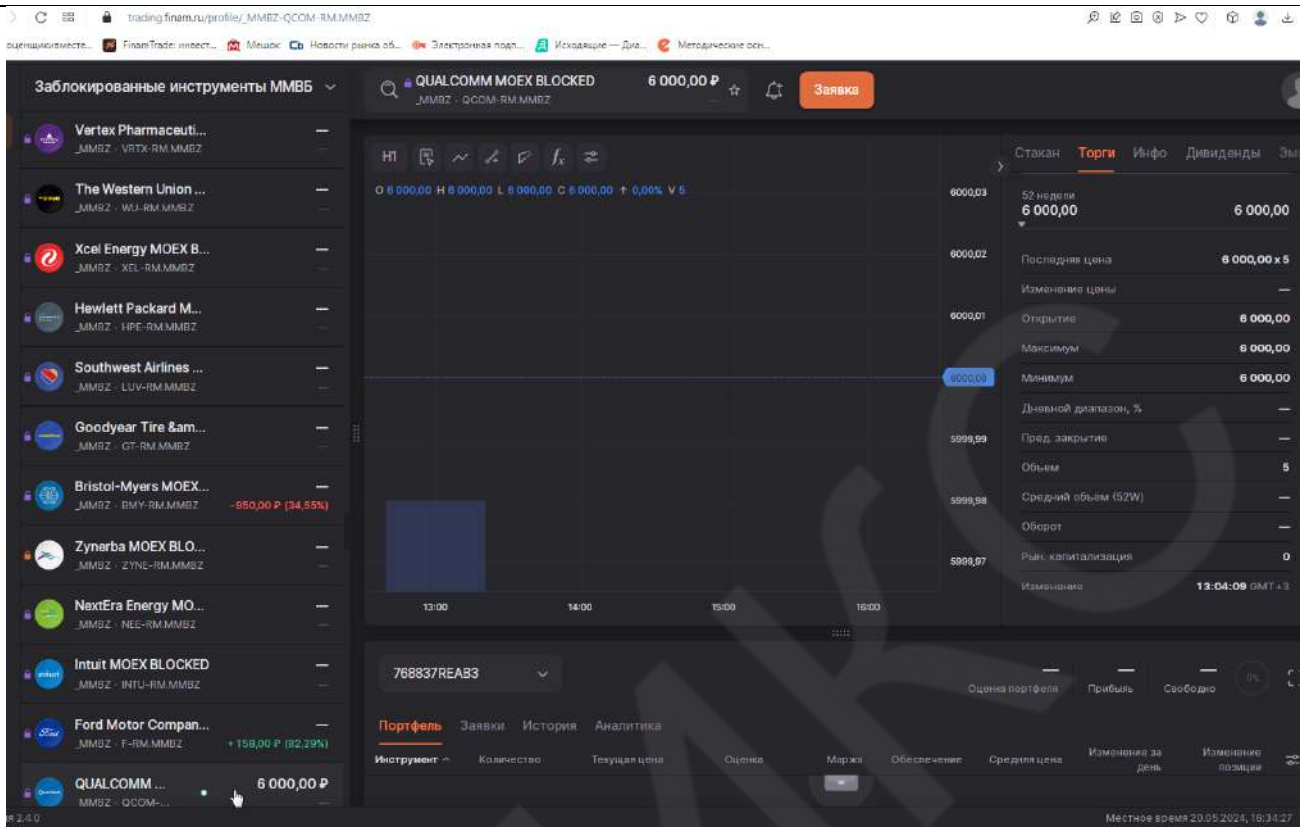 trading.finam.ru/profile/_MMBZ-QCOM-RM.MMBZ
оценщикивместе...
FinamTrade: инвест...
Мешок
Новости рынка об...
Электронная подп...
Исходящие — Диа...
Методические осн...
Заблокированные инструменты ММВБ
QUALCOMM MOEX BLOCKED
6 000,00 ₽
_MMBZ · QCOM-RM.MMBZ
—
Заявка
Vertex Pharmaceuti...
—
_MMBZ · VRTX-RM.MMBZ
The Western Union ...
—
_MMBZ · WU-RM.MMBZ
Xcel Energy MOEX B...
—
_MMBZ · XEL-RM.MMBZ
Hewlett Packard M...
—
_MMBZ · HPE-RM.MMBZ
Southwest Airlines ...
—
_MMBZ · LUV-RM.MMBZ
Goodyear Tire &am...
—
_MMBZ · GT-RM.MMBZ
Bristol-Myers MOEX...
—
_MMBZ · BMY-RM.MMBZ
-950,00 ₽ (34,55%)
Zynerba MOEX BLO...
—
_MMBZ · ZYNE-RM.MMBZ
NextEra Energy MO...
—
_MMBZ · NEE-RM.MMBZ
Intuit MOEX BLOCKED
—
_MMBZ · INTU-RM.MMBZ
Ford Motor Compan...
—
_MMBZ · F-RM.MMBZ
+158,00 ₽ (82,29%)
QUALCOMM ...
6 000,00 ₽
_MMBZ · QCOM-...
2.4.0
H1
fx
O 6 000,00 H 6 000,00 L 6 000,00 C 6 000,00 ↑ 0,00% V 5
6000,03
6000,02
6000,01
6000,00
5999,99
5999,98
5999,97
13:00
14:00
15:00
16:00
Стакан
Торги
Инфо
Дивиденды
Эм
52 недели
6 000,00
6 000,00
Последняя цена
6 000,00 x 5
Изменение цены
—
Открытие
6 000,00
Максимум
6 000,00
Минимум
6 000,00
Дневной диапазон, %
—
Пред. закрытие
—
Объем
5
Средний объем (52W)
—
Оборот
—
Рын. капитализация
0
Изменение
13:04:09 GMT+3
768837REAB3
—
—
—
0%
Оценка портфеля
Прибыль
Свободно
Портфель
Заявки
История
Аналитика
Инструмент
Количество
Текущая цена
Оценка
Маржа
Обеспечение
Средняя цена
Изменение за день
Изменение позиции
Местное время 20.05.2024, 16:34:27
МКС